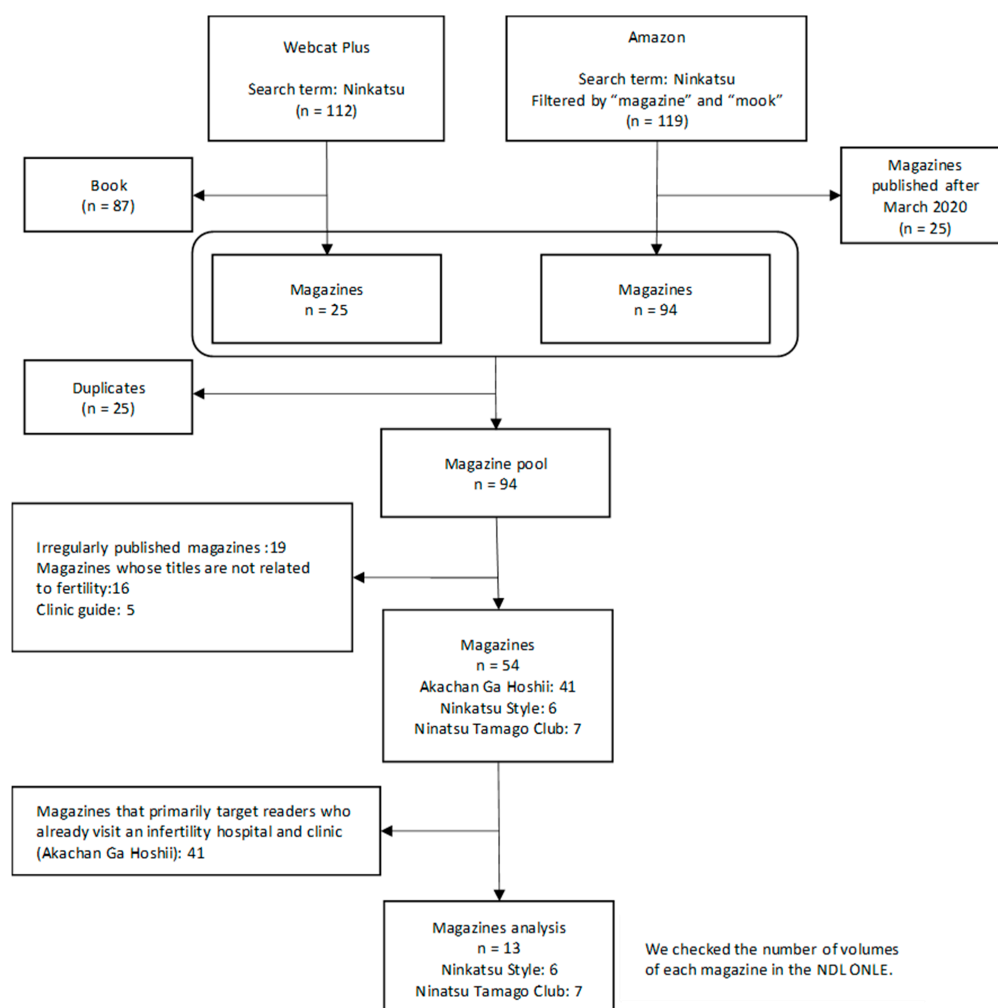 Webcat Plus
Search term: Ninkatsu
(n = 112)
Amazon
Search term: Ninkatsu
Filtered by “magazine” and “mook”
(n = 119)
Book
(n = 87)
Magazines
published after
March 2020
(n = 25)
Magazines
n = 25
Magazines
n = 94
Duplicates
(n = 25)
Magazine pool
n = 94
Irregularly published magazines :19
Magazines whose titles are not related
to fertility:16
Clinic guide: 5
Magazines
n = 54
Akachan Ga Hoshii: 41
Ninkatsu Style: 6
Ninatsu Tamago Club: 7
Magazines that primarily target readers who
already visit an infertility hospital and clinic
(Akachan Ga Hoshii): 41
Magazines analysis
n = 13
Ninkatsu Style: 6
Ninatsu Tamago Club: 7
We checked the number of volumes
of each magazine in the NDL ONLE.